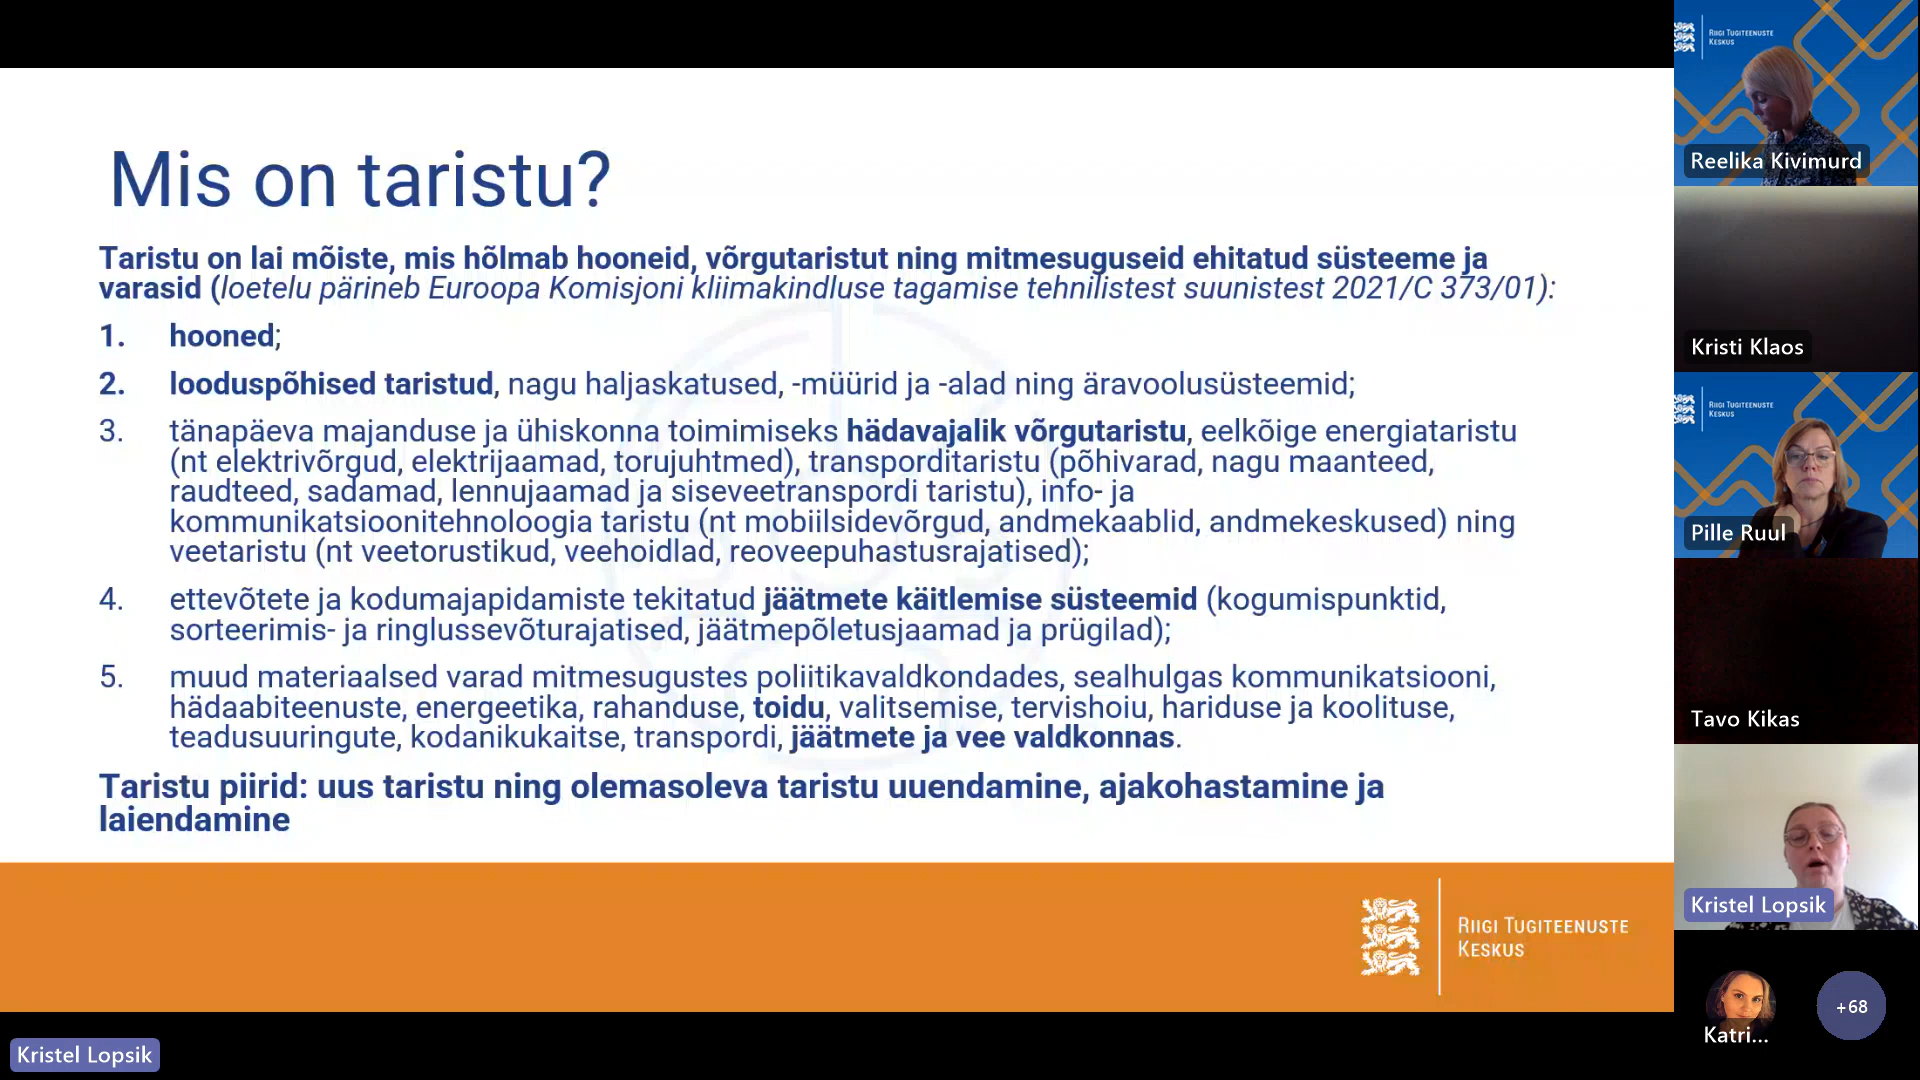 Mis on taristu?
Taristu on lai mõiste, mis hõlmab hooneid, võrgutaristut ning mitmesuguseid ehitatud süsteeme ja
varasid (loetelu pärineb Euroopa Komisjoni kliimakindluse tagamise tehnilistest suunistest 2021/C 373/01):
1. hooned;
2. looduspõhised taristud, nagu haljaskatused, -müürid ja -alad ning äravoolusüsteemid;
3. tänapäeva majanduse ja ühiskonna toimimiseks hädavajalik võrgutaristu, eelkõige energiataristu
(nt elektrivõrgud, elektrijaamad, torujuhtmed), transporditaristu (põhivarad, nagu maanteed,
raudteed, sadamad, lennujaamad ja siseveetranspordi taristu), info- ja
kommunikatsioonitehnoloogia taristu (nt mobiilsidevõrgud, andmekaablid, andmekeskused) ning
veetaristu (nt veetorustikud, veehoidlad, reoveepuhastusrajatised);
4. ettevõtete ja kodumajapidamiste tekitatud jäätmete käitlemise süsteemid (kogumispunktid,
sorteerimis- ja ringlussevõturajatised, jäätmepõletusjaamad ja prügilad);
5. muud materiaalsed varad mitmesugustes poliitikavaldkondades, sealhulgas kommunikatsiooni,
hädaabiteenuste, energeetika, rahanduse, toidu, valitsemise, tervishoiu, hariduse ja koolituse,
teadusuuringute, kodanikukaitse, transpordi, jäätmete ja vee valdkonnas.
Taristu piirid: uus taristu ning olemasoleva taristu uuendamine, ajakohastamine ja
laiendamine
RIIGI TUGITEENUSTE
KESKUS
Kristel Lopsik
RIIGI TUGITEENUSTE
KESKUS
Reelika Kivimurd
Kristi Klaos
RIIGI TUGITEENUSTE
KESKUS
Pille Ruul
Tavo Kikas
Kristel Lopsik
Katri...
+68